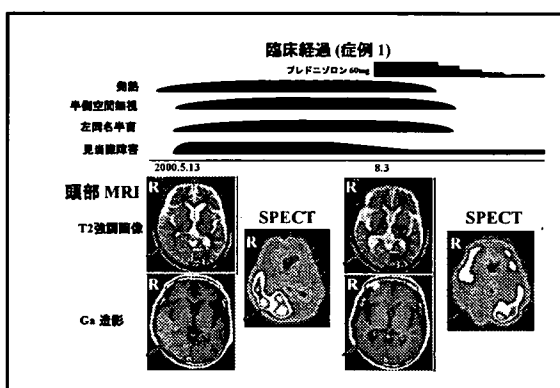 臨床経過 (症例 1)
プレドニゾロン 60mg
発熱
半側空間無視
左同名半盲
見当識障害
2000.5.13
8.3
頭部 MRI
R
R
SPECT
SPECT
T2強調画像
R
R
R
R
Ga 造影